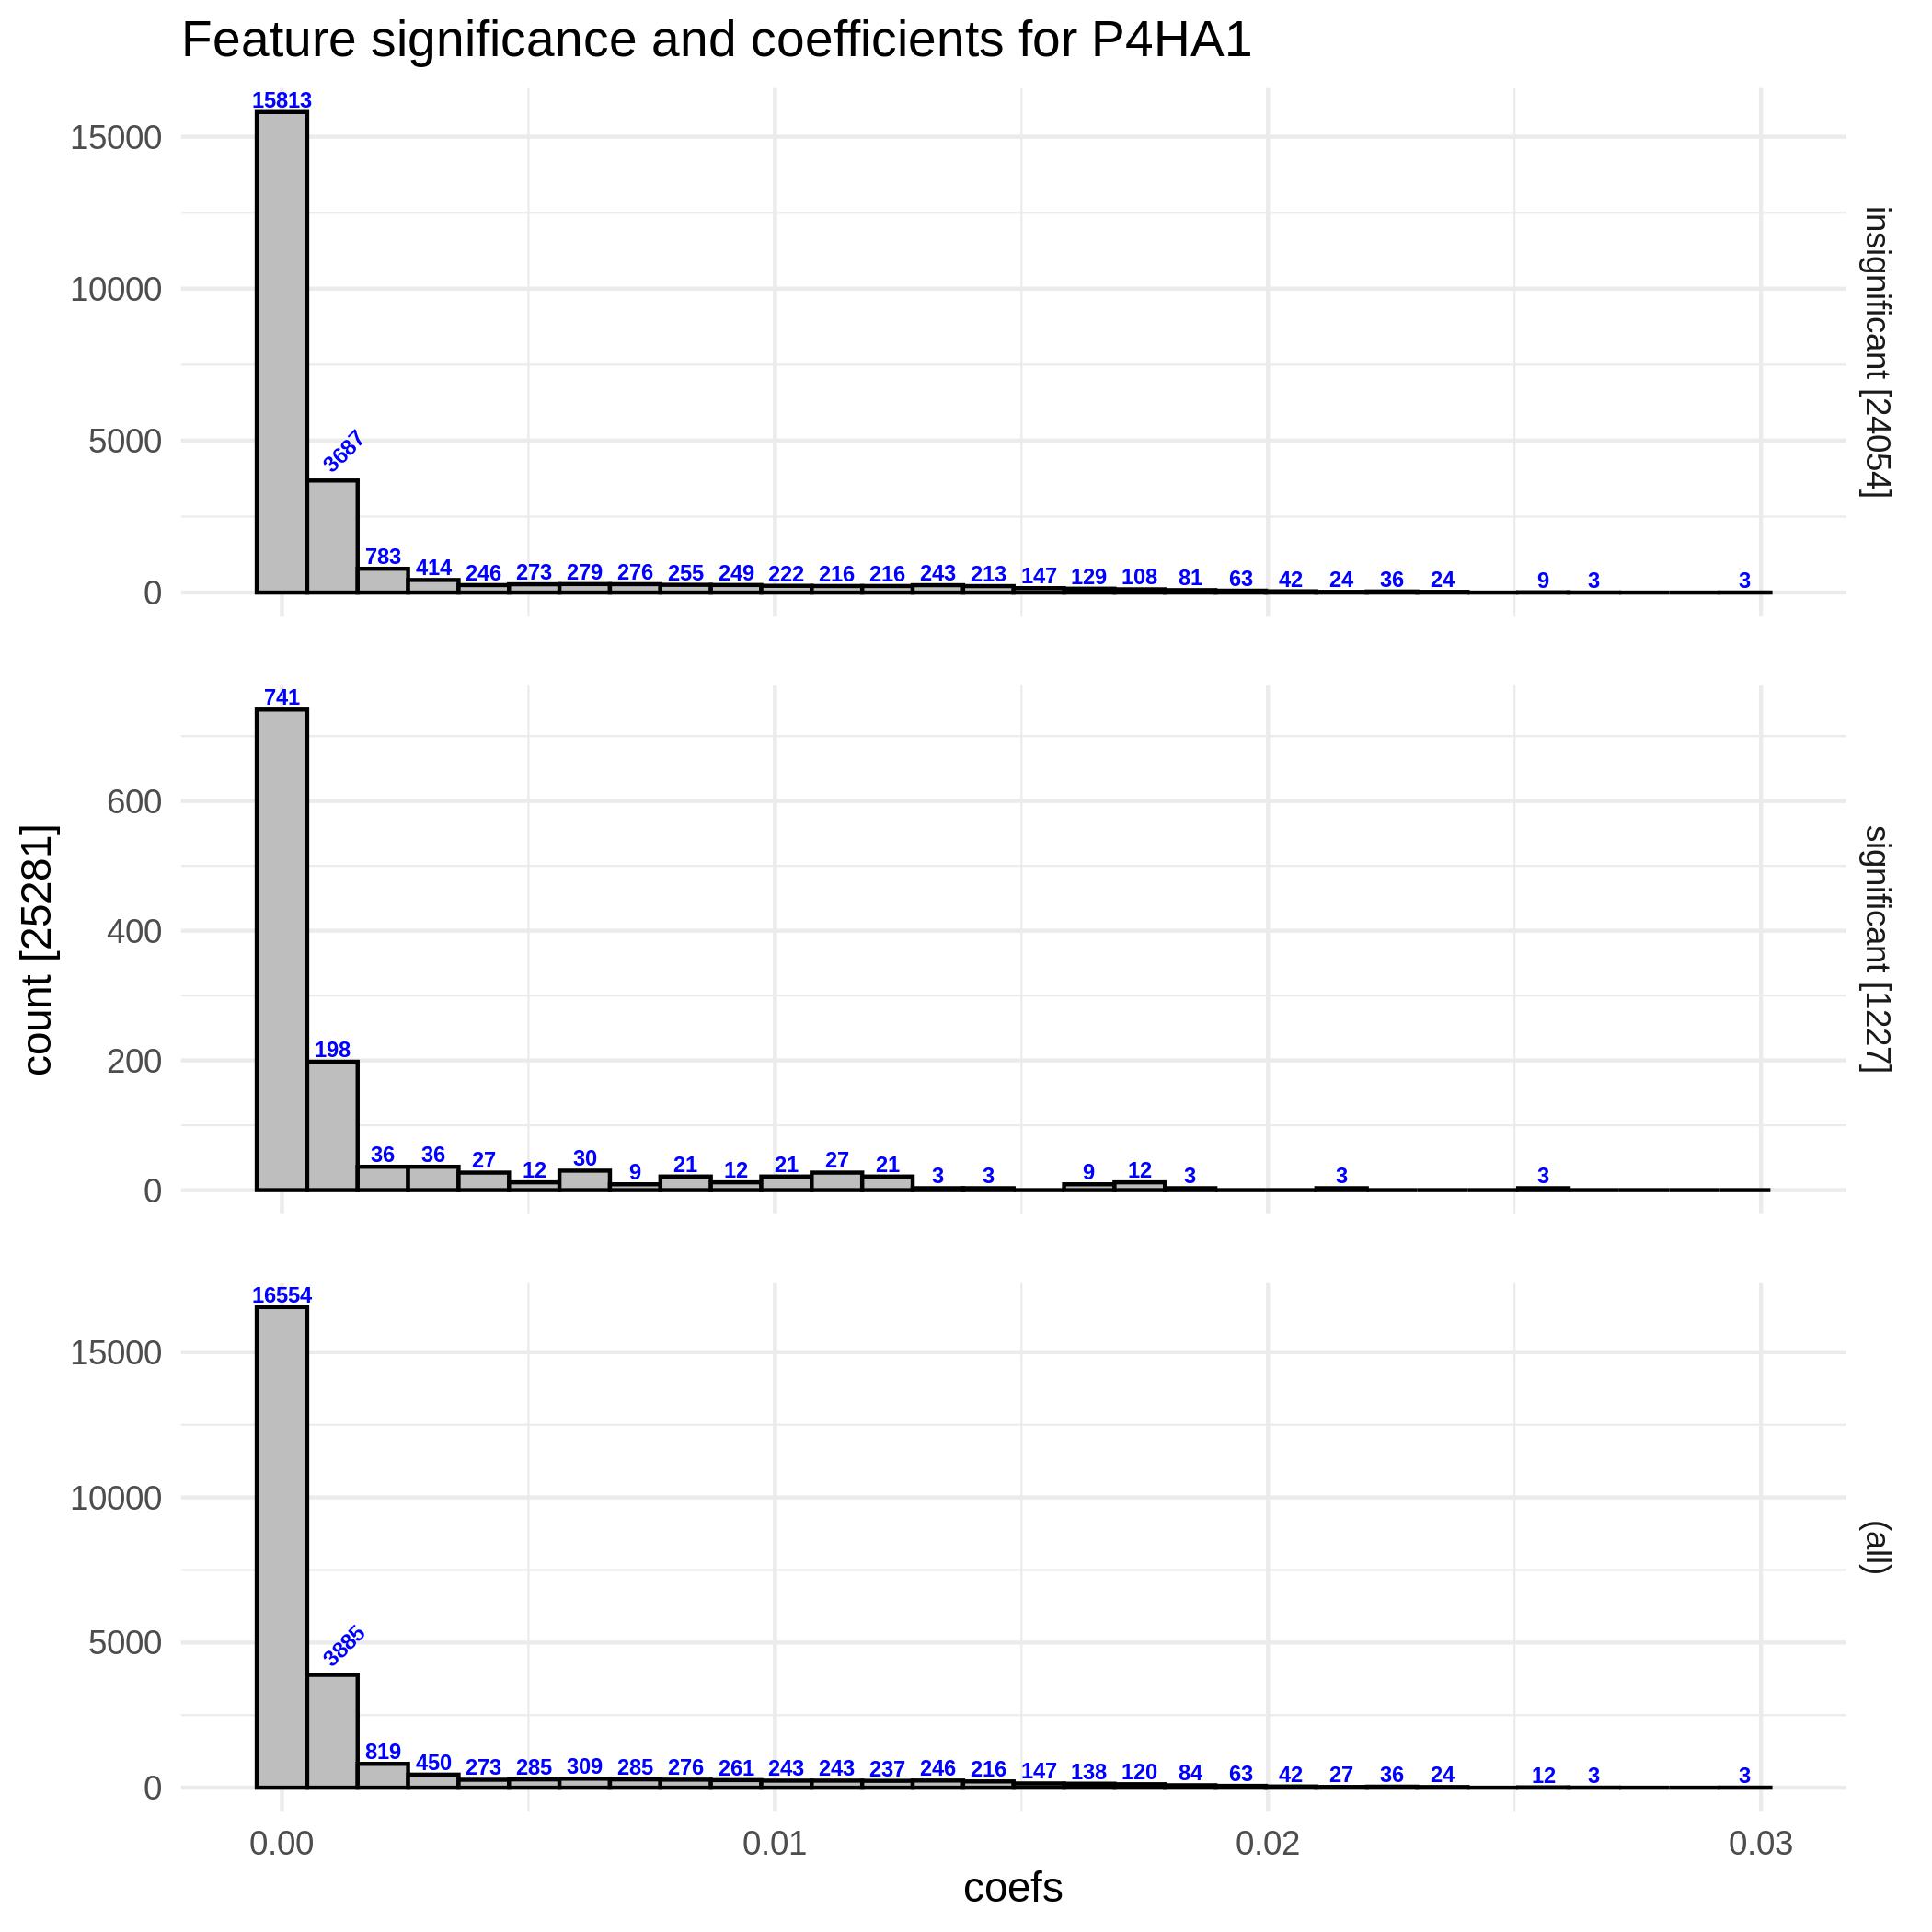 Feature significance and coefficients for P4HA1
15813
15000
10000
5000
3687
783 414 246 273 279 276 255 249 222 216 216 243 213 147 129 108 81 63 42 24 36 24 9 3 3
0
insignificant [24054]
741
600
400
200
198
36 36 27 12 30 9 21 12 21 27 21 3 3 9 12 3 3 3
0
significant [1227]
count [25281]
16554
15000
10000
5000
3885
819 450 273 285 309 285 276 261 243 243 237 246 216 147 138 120 84 63 42 27 36 24 12 3 3
0
(all)
0.00 0.01 0.02 0.03
coefs